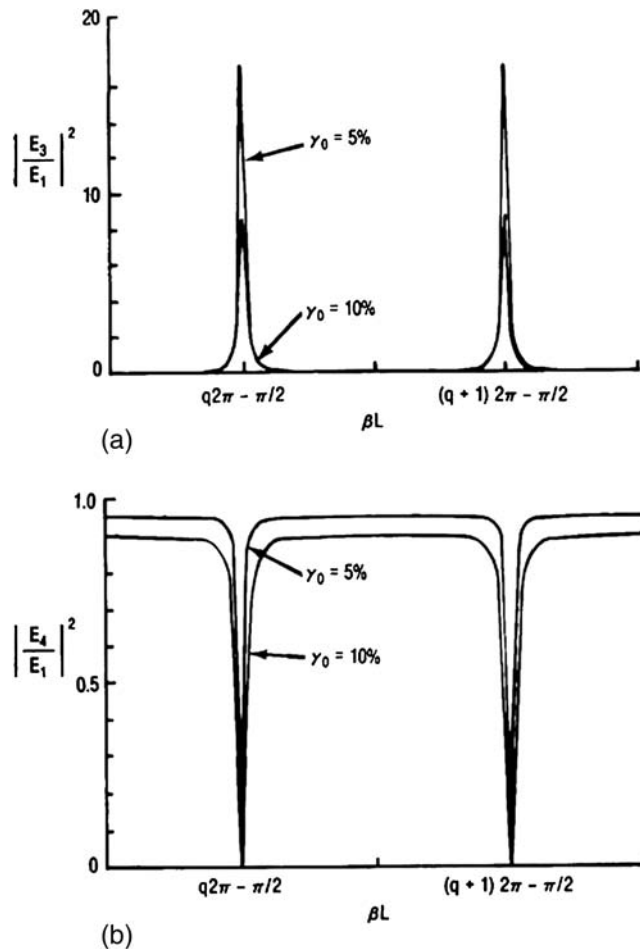 20
|E₃/E₁|²
γ₀ = 5%
10
γ₀ = 10%
0
q2π − π/2
(q + 1) 2π − π/2
βL
(a)
1.0
γ₀ = 5%
|E₄/E₁|²
γ₀ = 10%
0.5
0
q2π − π/2
(q + 1) 2π − π/2
βL
(b)